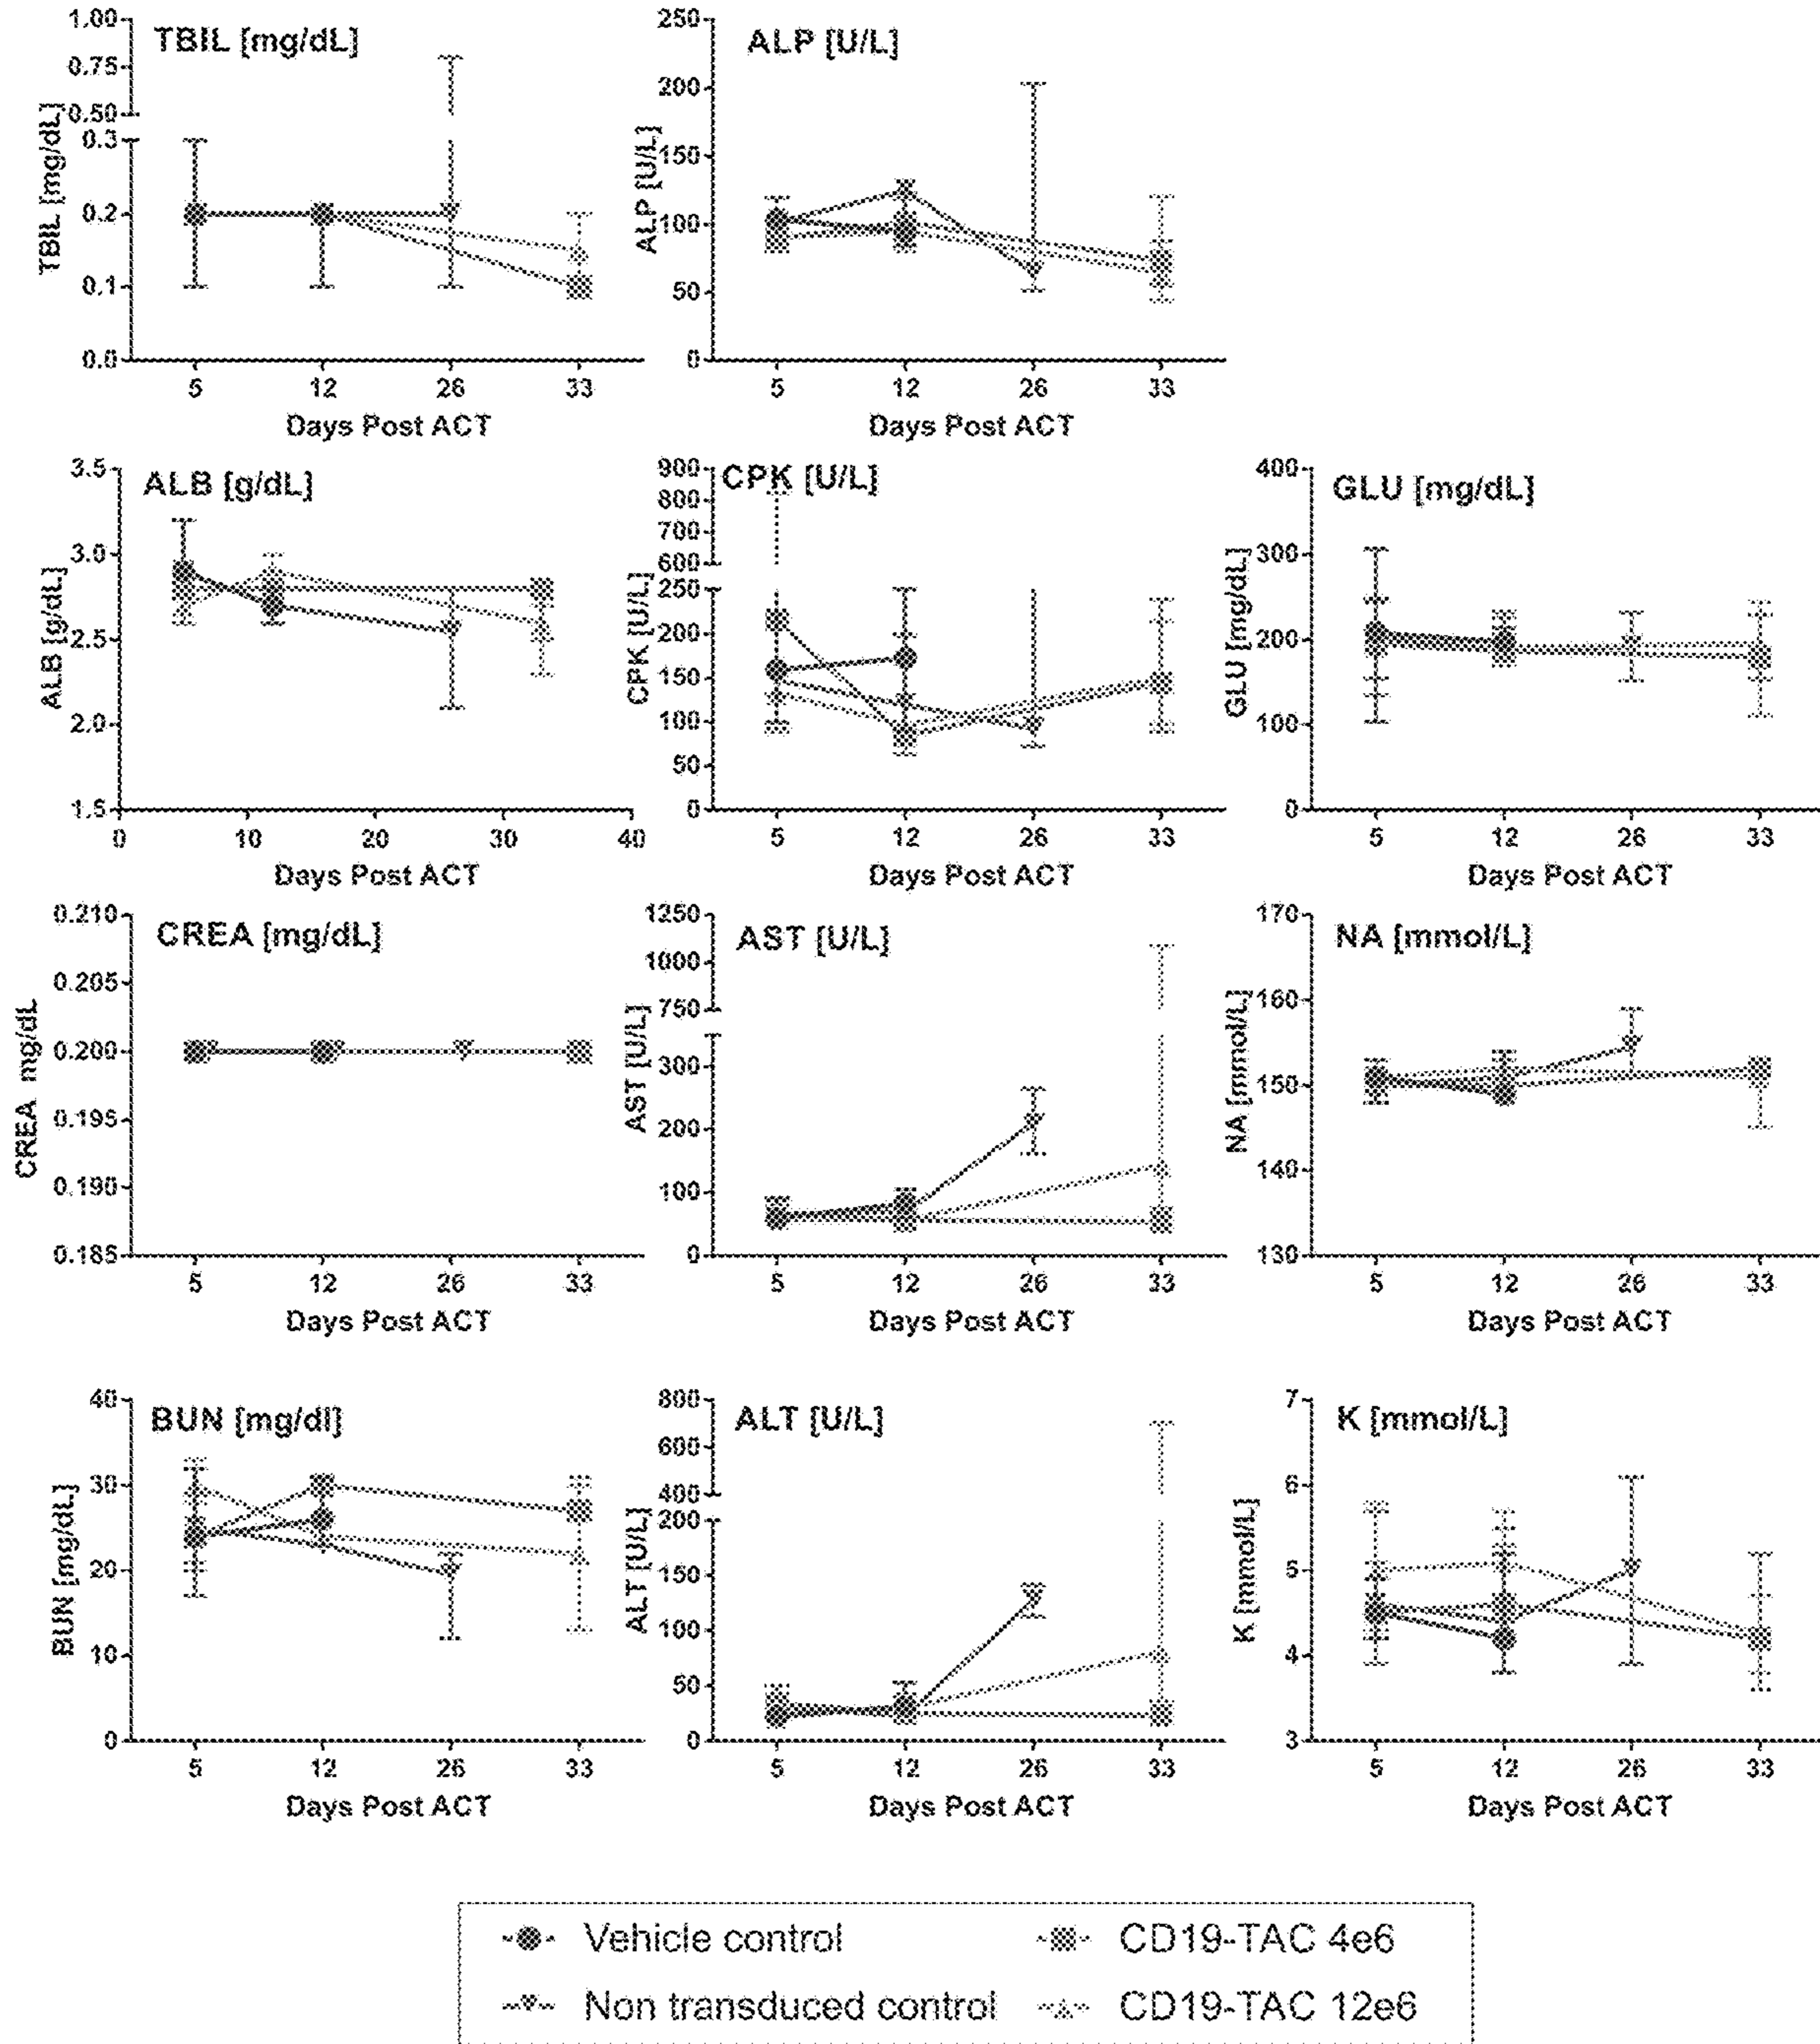 TBIL [mg/dL]
TBIL [mg/dL]
1.00
0.75
0.50
0.3
0.2
0.1
0.0
5 12 26 33
Days Post ACT
ALP [U/L]
ALP [U/L]
250
200
150
100
50
0
5 12 26 33
Days Post ACT
ALB [g/dL]
ALB [g/dL]
3.5
3.0
2.5
2.0
1.5
0 10 20 30 40
Days Post ACT
CPK [U/L]
CPK [U/L]
900
800
700
600
250
200
150
100
50
0
5 12 26 33
Days Post ACT
GLU [mg/dL]
GLU [mg/dL]
400
300
200
100
0
5 12 26 33
Days Post ACT
CREA [mg/dL]
CREA mg/dL
0.210
0.205
0.200
0.195
0.190
0.185
5 12 26 33
Days Post ACT
AST [U/L]
AST [U/L]
1250
1000
750
300
200
100
0
5 12 26 33
Days Post ACT
NA [mmol/L]
NA [mmol/L]
170
160
150
140
130
5 12 26 33
Days Post ACT
BUN [mg/dl]
BUN [mg/dL]
40
30
20
10
0
5 12 26 33
Days Post ACT
ALT [U/L]
ALT [U/L]
800
600
400
200
150
100
50
0
5 12 26 33
Days Post ACT
K [mmol/L]
K [mmol/L]
7
6
5
4
3
5 12 26 33
Days Post ACT
Vehicle control
CD19-TAC 4e6
Non transduced control
CD19-TAC 12e6